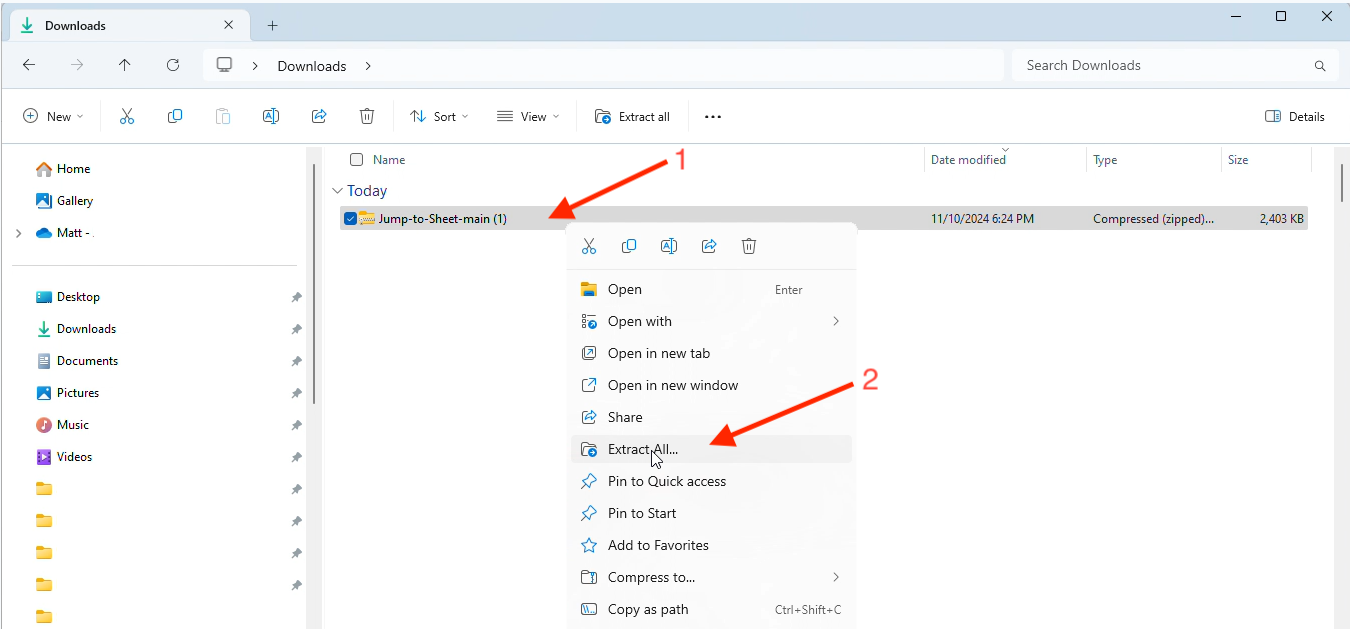 Downloads
Downloads
Search Downloads
New
Sort
View
Extract all
Details
Home
Gallery
Matt -
Desktop
Downloads
Documents
Pictures
Music
Videos
Name
Date modified
Type
Size
1
Today
Jump-to-Sheet-main (1)
11/10/2024 6:24 PM
Compressed (zipped)...
2,403 KB
Open
Enter
Open with
Open in new tab
Open in new window
2
Share
Extract All...
Pin to Quick access
Pin to Start
Add to Favorites
Compress to...
Copy as path
Ctrl+Shift+C